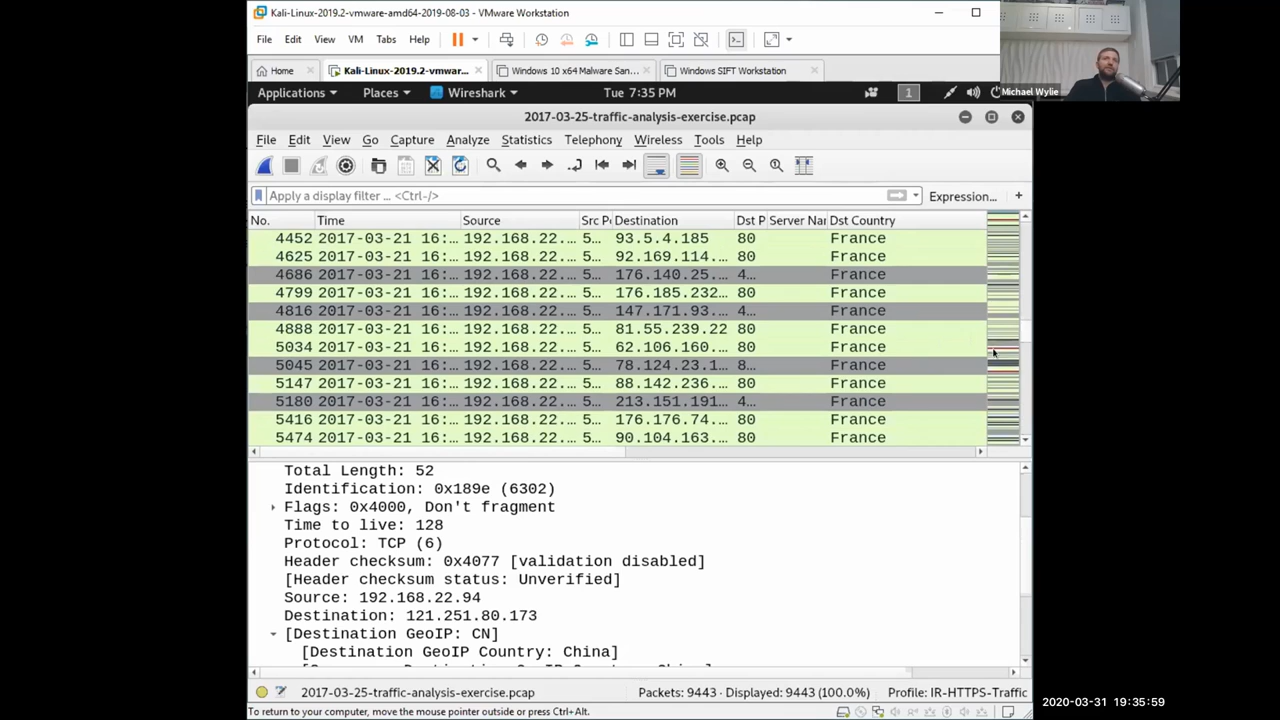 Kali-Linux-2019.2-vmware-amd64-2019-08-03 - VMware Workstation
File Edit View VM Tabs Help
Home Kali-Linux-2019.2-vmwar... Windows 10 x64 Malware San... Windows SIFT Workstation
Michael Wylie
Applications Places Wireshark Tue 7:35 PM 1
2017-03-25-traffic-analysis-exercise.pcap
File Edit View Go Capture Analyze Statistics Telephony Wireless Tools Help
Apply a display filter ... <Ctrl-/> Expression... +
No. Time Source Src Po Destination Dst P Server Nar Dst Country
4452 2017-03-21 16:... 192.168.22.... 5... 93.5.4.185 80 France
4625 2017-03-21 16:... 192.168.22.... 5... 92.169.114.... 80 France
4686 2017-03-21 16:... 192.168.22.... 5... 176.140.25.... 4... France
4799 2017-03-21 16:... 192.168.22.... 5... 176.185.232... 80 France
4816 2017-03-21 16:... 192.168.22.... 5... 147.171.93.... 4... France
4888 2017-03-21 16:... 192.168.22.... 5... 81.55.239.22 80 France
5034 2017-03-21 16:... 192.168.22.... 5... 62.106.160.... 80 France
5045 2017-03-21 16:... 192.168.22.... 5... 78.124.23.1... 8... France
5147 2017-03-21 16:... 192.168.22.... 5... 88.142.236.... 80 France
5180 2017-03-21 16:... 192.168.22.... 5... 213.151.191... 4... France
5416 2017-03-21 16:... 192.168.22.... 5... 176.176.74.... 80 France
5474 2017-03-21 16:... 192.168.22.... 5... 90.104.163.... 80 France
Total Length: 52
Identification: 0x189e (6302)
Flags: 0x4000, Don't fragment
Time to live: 128
Protocol: TCP (6)
Header checksum: 0x4077 [validation disabled]
[Header checksum status: Unverified]
Source: 192.168.22.94
Destination: 121.251.80.173
[Destination GeoIP: CN]
[Destination GeoIP Country: China]
2017-03-25-traffic-analysis-exercise.pcap Packets: 9443 · Displayed: 9443 (100.0%) Profile: IR-HTTPS-Traffic
To return to your computer, move the mouse pointer outside or press Ctrl+Alt.
2020-03-31 19:35:59